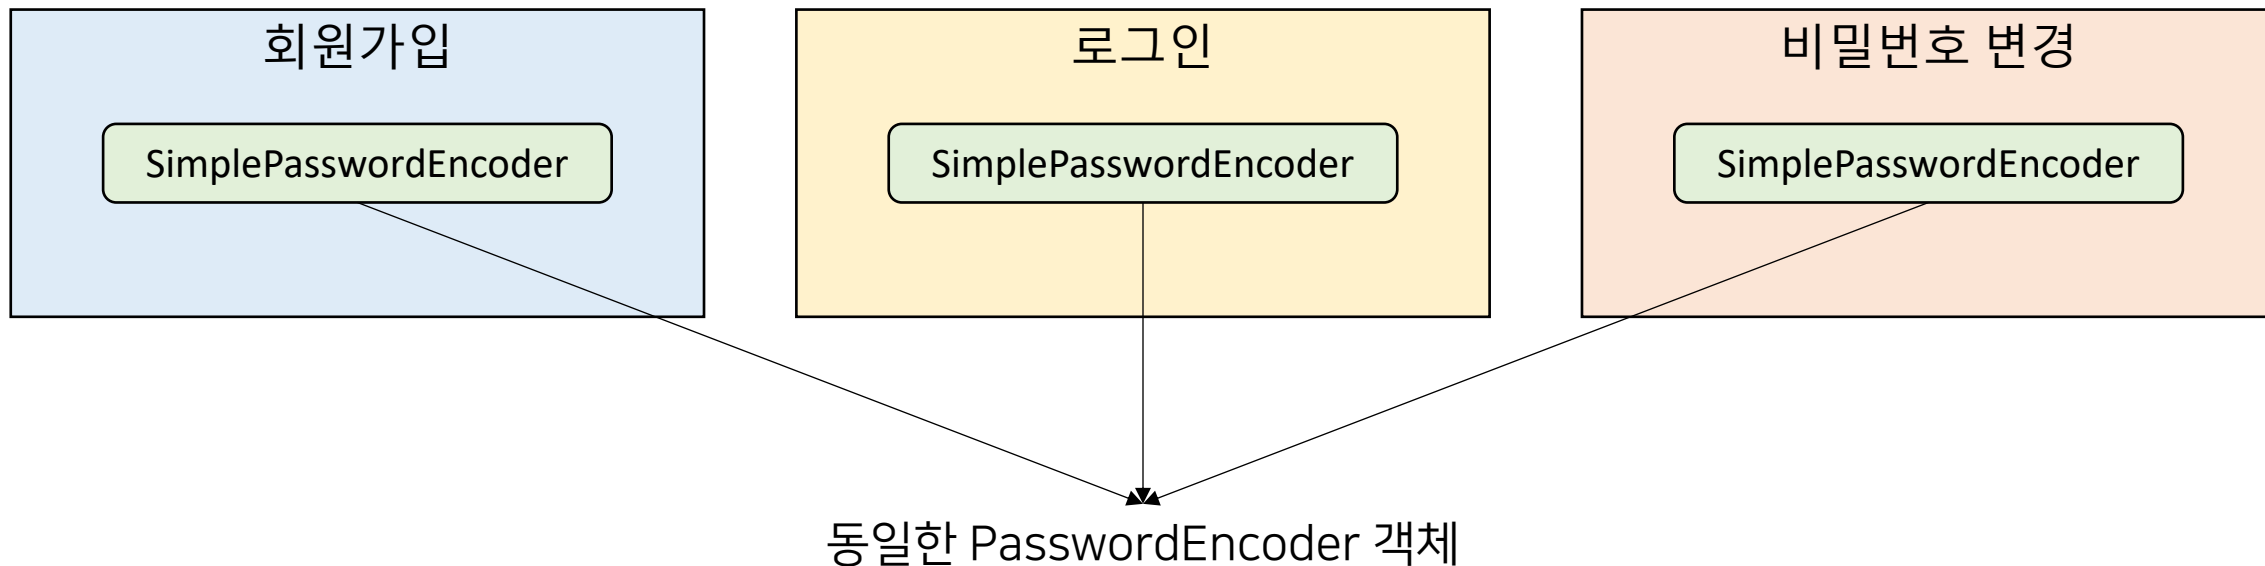 회원가입
로그인
비밀번호 변경
SimplePasswordEncoder
SimplePasswordEncoder
SimplePasswordEncoder
동일한 PasswordEncoder 객체